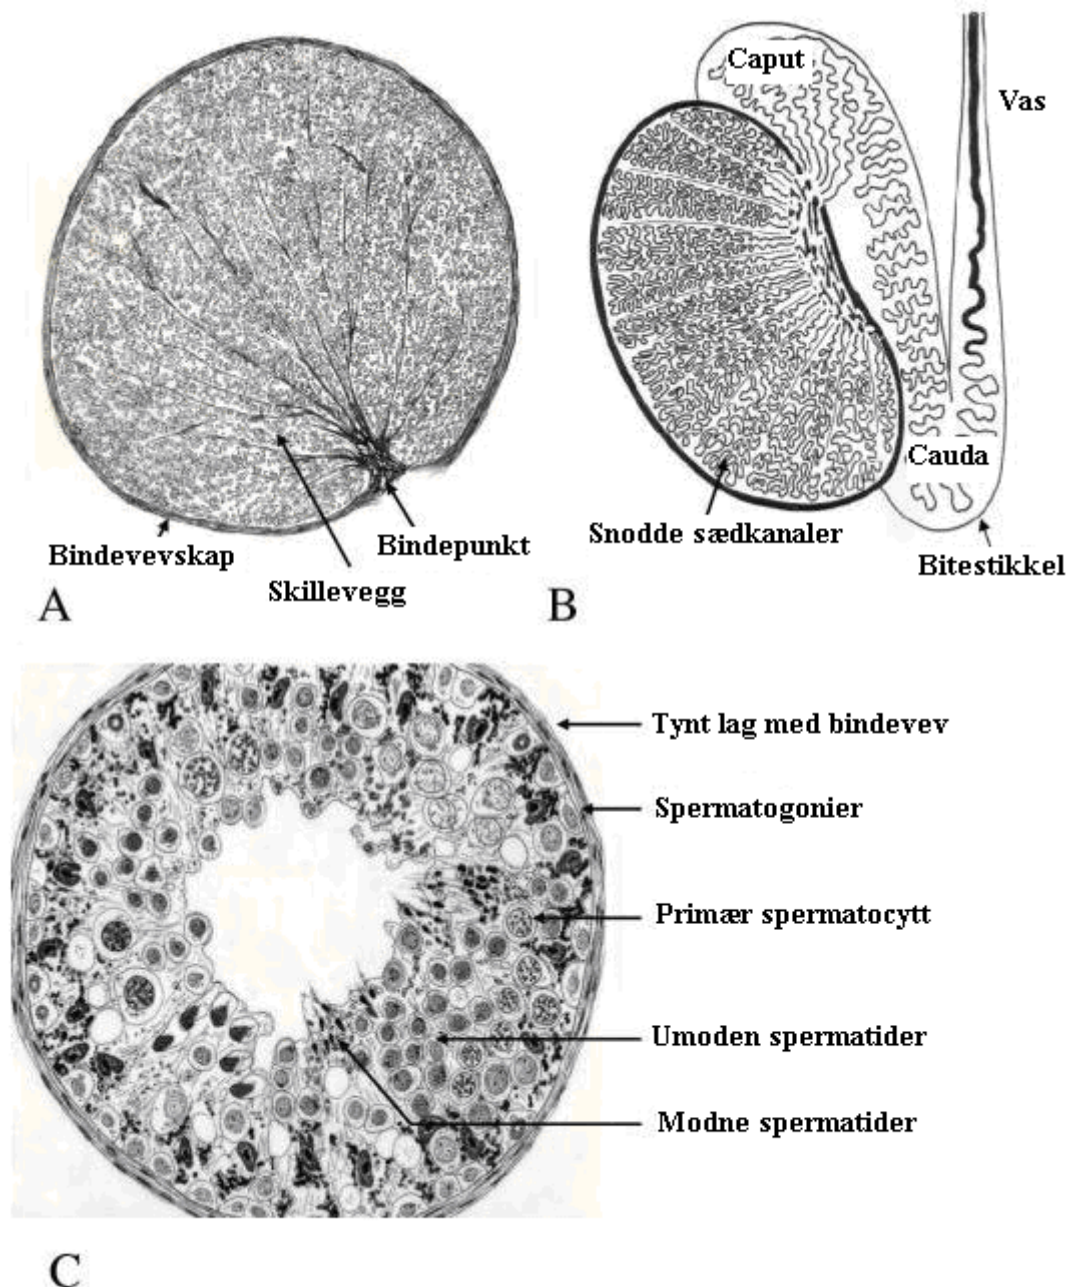 Bindevevskap
Bindepunkt
Skillevegg
A
Caput
Vas
Cauda
Snodde sædkanaler
Bitestikkel
B
Tynt lag med bindevev
Spermatogonier
Primær spermatocytt
Umoden spermatider
Modne spermatider
C